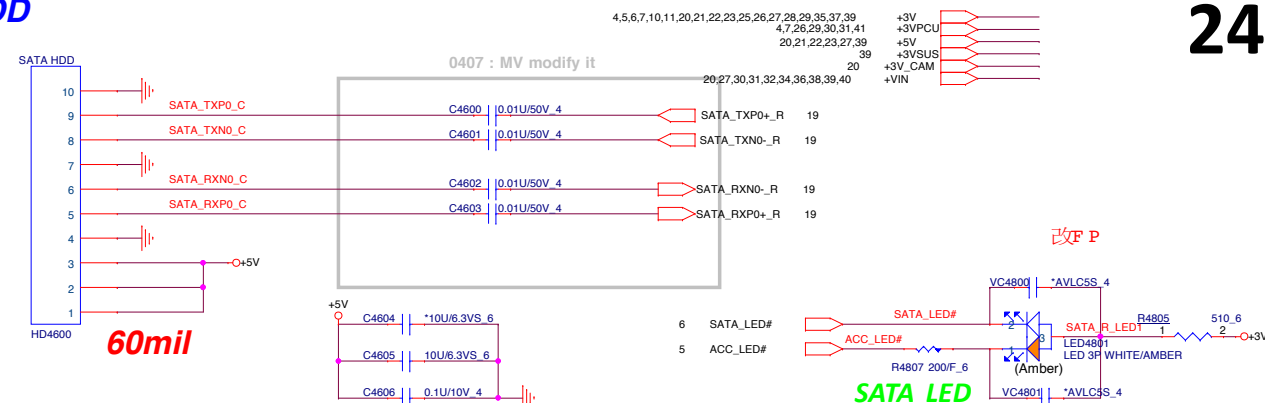 DD
24
4,5,6,7,10,11,20,21,22,23,25,26,27,28,29,35,37,39 +3V
4,7,26,29,30,31,41 +3VPCU
20,21,22,23,27,39 +5V
39 +3VSUS
20 +3V_CAM
20,27,30,31,32,34,36,38,39,40 +VIN
SATA HDD
0407 : MV modify it
10
9 SATA_TXP0_C C4600 0.01U/50V_4 SATA_TXP0+_R 19
8 SATA_TXN0_C C4601 0.01U/50V_4 SATA_TXN0-_R 19
7
6 SATA_RXN0_C C4602 0.01U/50V_4 SATA_RXN0-_R 19
5 SATA_RXP0_C C4603 0.01U/50V_4 SATA_RXP0+_R 19
4
3 +5V
2
1
HD4600
60mil
+5V
C4604 *10U/6.3VS_6
C4605 10U/6.3VS_6
C4606 0.1U/10V_4
改F P
VC4800 *AVLC5S_4
6 SATA_LED# SATA_LED# 2
5 ACC_LED# ACC_LED# 1 3
SATA_R_LED1 R4805 510_6
1 2 +3V
LED4801
LED 3P WHITE/AMBER
R4807 200/F_6
(Amber)
SATA LED
VC4801 *AVLC5S_4